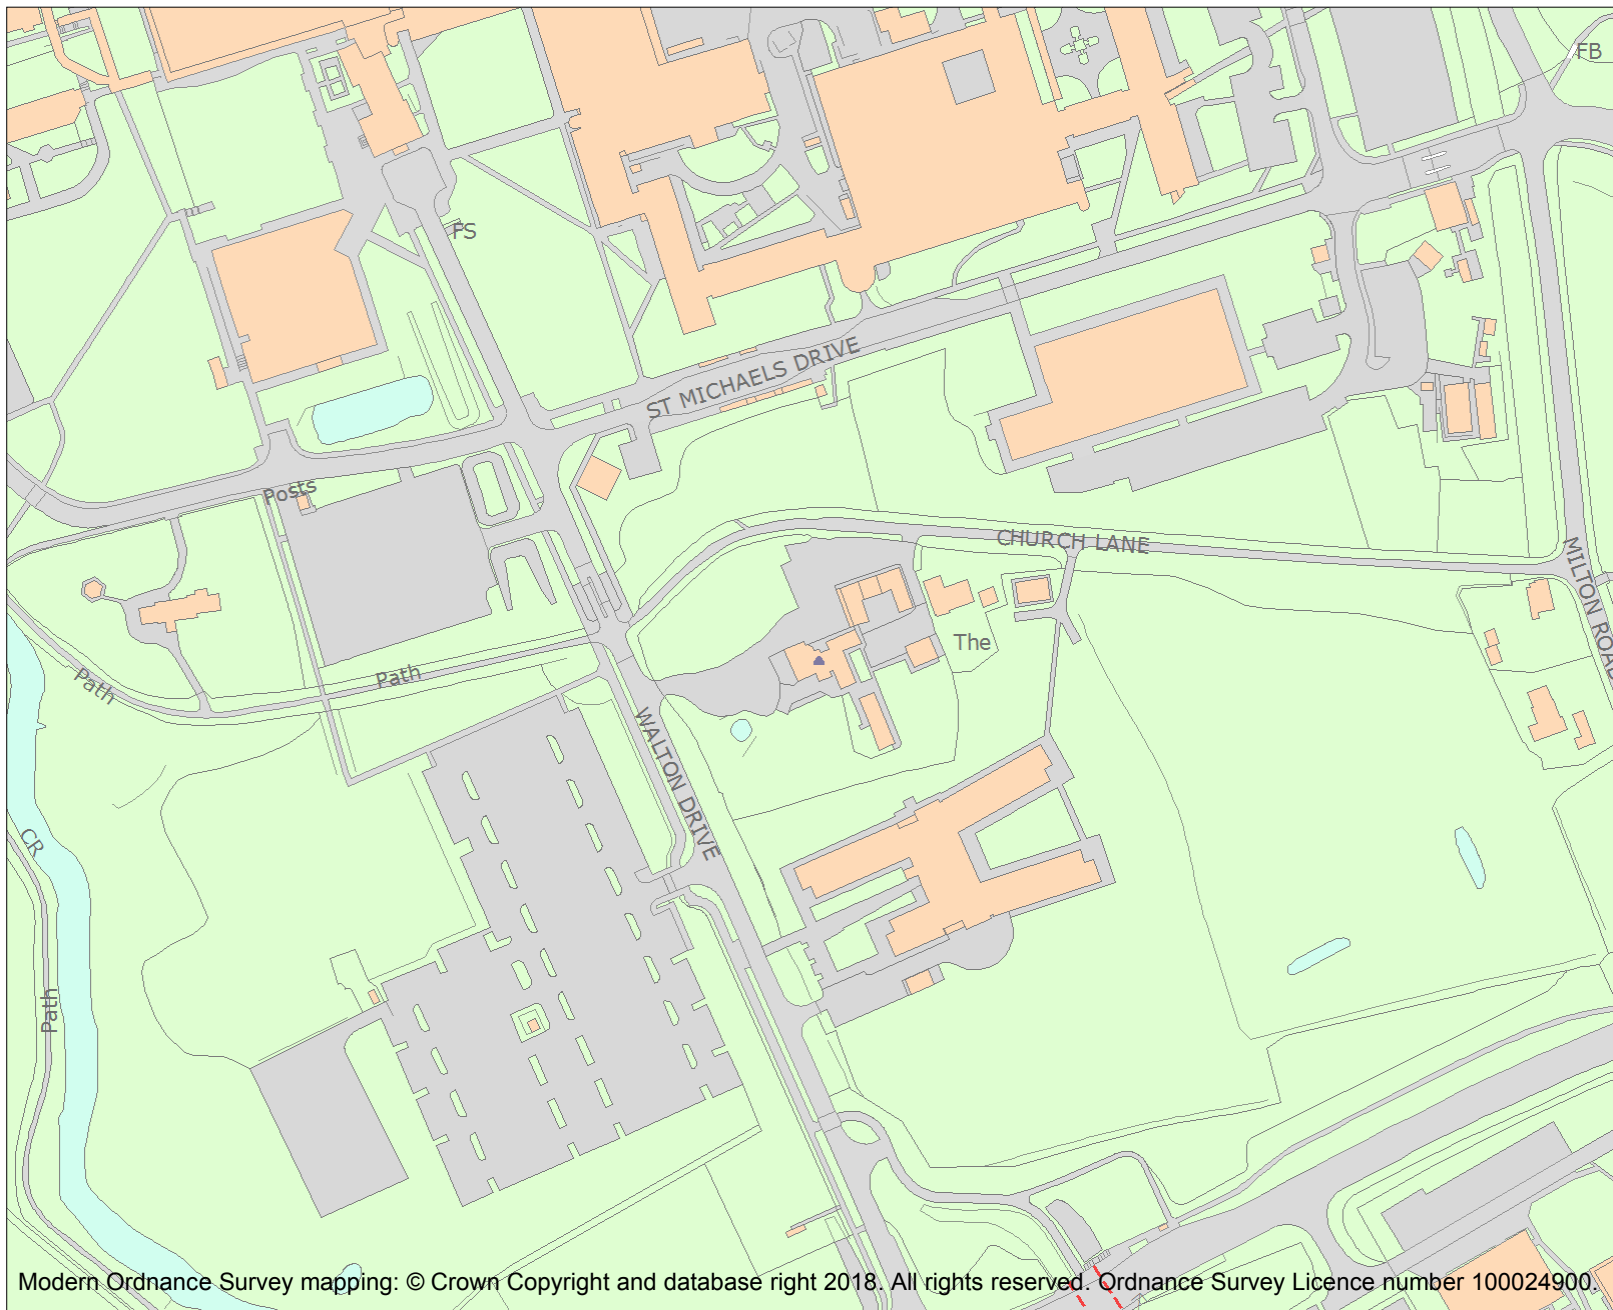 FB
FS
ST MICHAELS DRIVE
Posts
CHURCH LANE
MILTON ROAD
The
Path
Path
WALTON DRIVE
CR
Path
Modern Ordnance Survey mapping: © Crown Copyright and database right 2018. All rights reserved. Ordnance Survey Licence number 100024900.